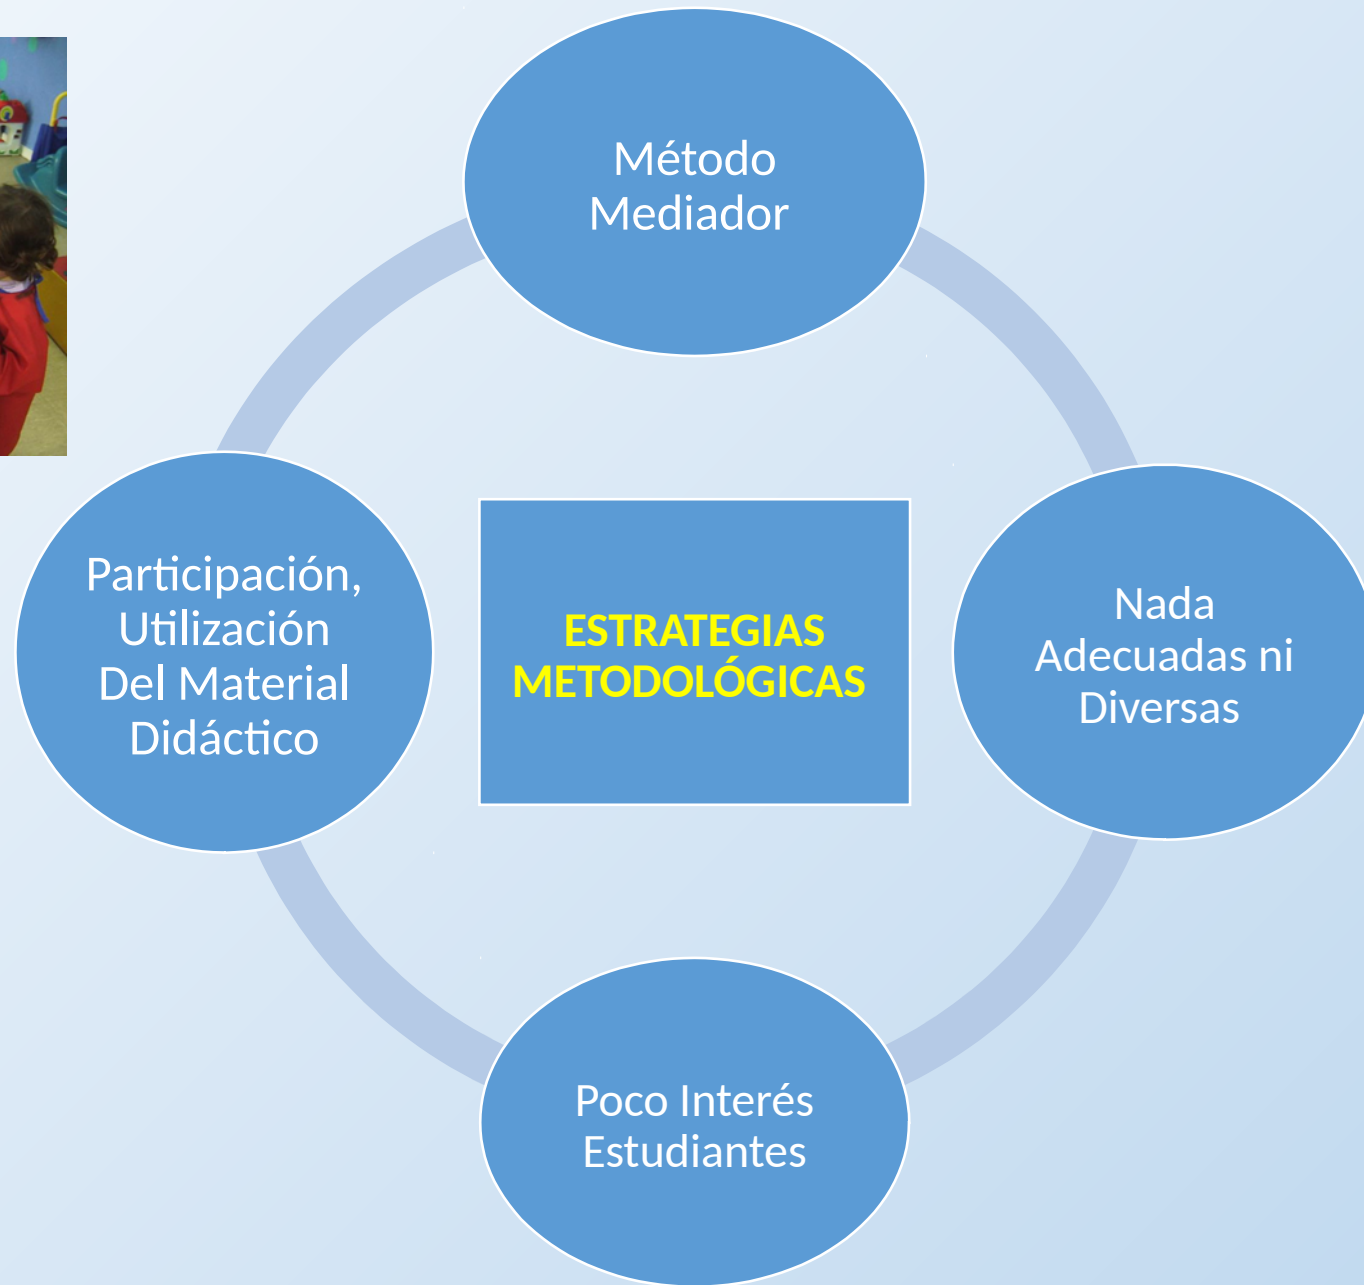 Método
Mediador
Participación,
Utilización
Del Material
Didáctico
ESTRATEGIAS
METODOLÓGICAS
Nada
Adecuadas ni
Diversas
Poco Interés
Estudiantes